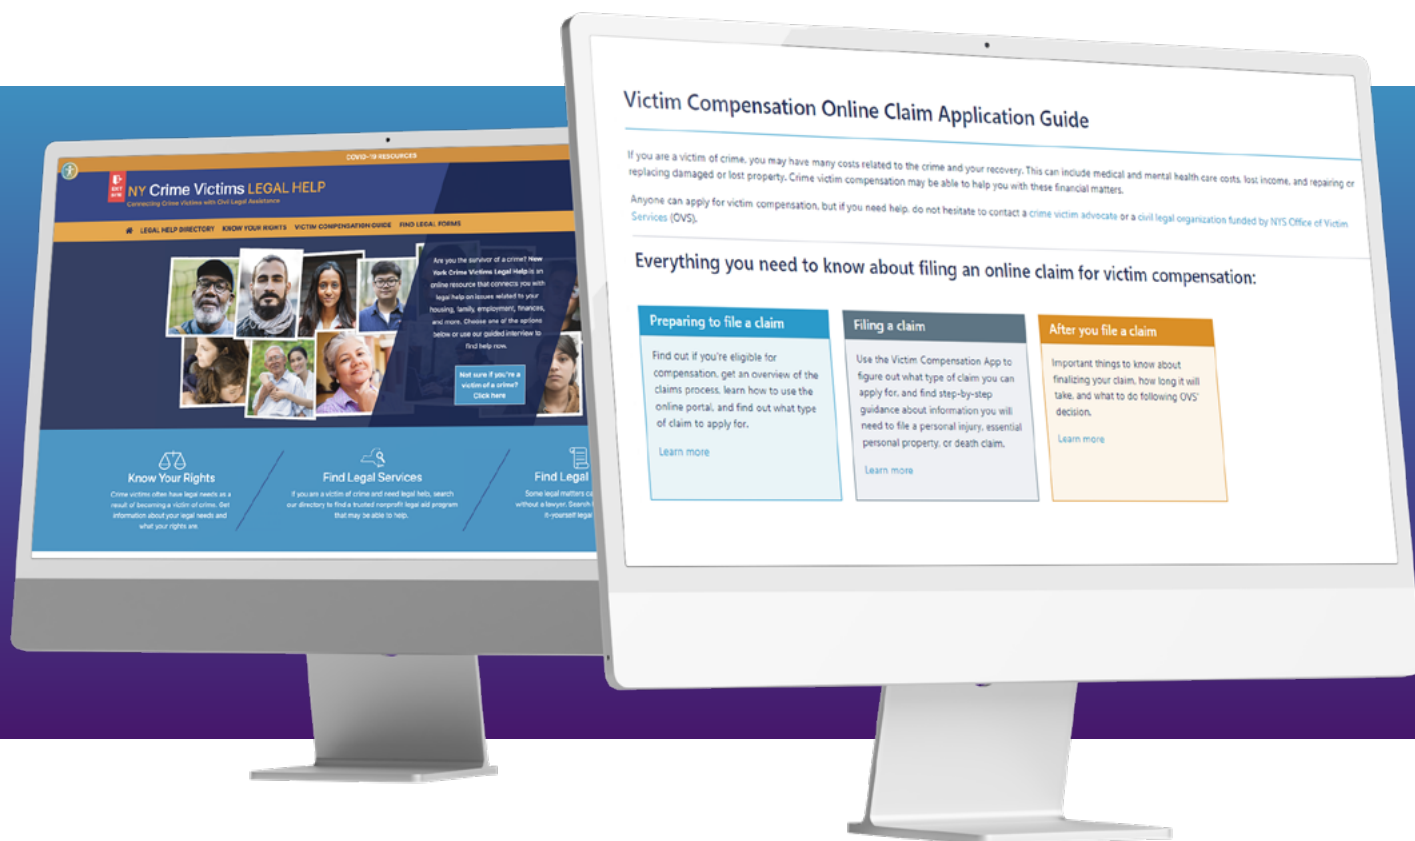 COVID-19 RESOURCES
EXIT
NOW
NY Crime Victims LEGAL HELP
Connecting Crime Victims with Civil Legal Assistance
LEGAL HELP DIRECTORY KNOW YOUR RIGHTS VICTIM COMPENSATION GUIDE FIND LEGAL FORMS
Are you the survivor of a crime? New
York Crime Victims Legal Help is an
online resource that connects you with
legal help on issues related to your
housing, family, employment, finances,
and more. Choose one of the options
below or use our guided interview to
find help now.
Not sure if you're a
victim of a crime?
Click here
Know Your Rights
Crime victims often have legal needs as a
result of becoming a victim of crime. Get
information about your legal needs and
what your rights are.
Find Legal Services
If you are a victim of crime and need legal help, search
our directory to find a trusted nonprofit legal aid program
that may be able to help.
Find Legal
Some legal matters ca
without a lawyer. Search
it-yourself legal
Victim Compensation Online Claim Application Guide
If you are a victim of crime, you may have many costs related to the crime and your recovery. This can include medical and mental health care costs, lost income, and repairing or
replacing damaged or lost property. Crime victim compensation may be able to help you with these financial matters.
Anyone can apply for victim compensation, but if you need help, do not hesitate to contact a crime victim advocate or a civil legal organization funded by NYS Office of Victim
Services (OVS).
Everything you need to know about filing an online claim for victim compensation:
Preparing to file a claim
Find out if you're eligible for
compensation, get an overview of the
claims process, learn how to use the
online portal, and find out what type
of claim to apply for.
Learn more
Filing a claim
Use the Victim Compensation App to
figure out what type of claim you can
apply for, and find step-by-step
guidance about information you will
need to file a personal injury, essential
personal property, or death claim.
Learn more
After you file a claim
Important things to know about
finalizing your claim, how long it will
take, and what to do following OVS'
decision.
Learn more